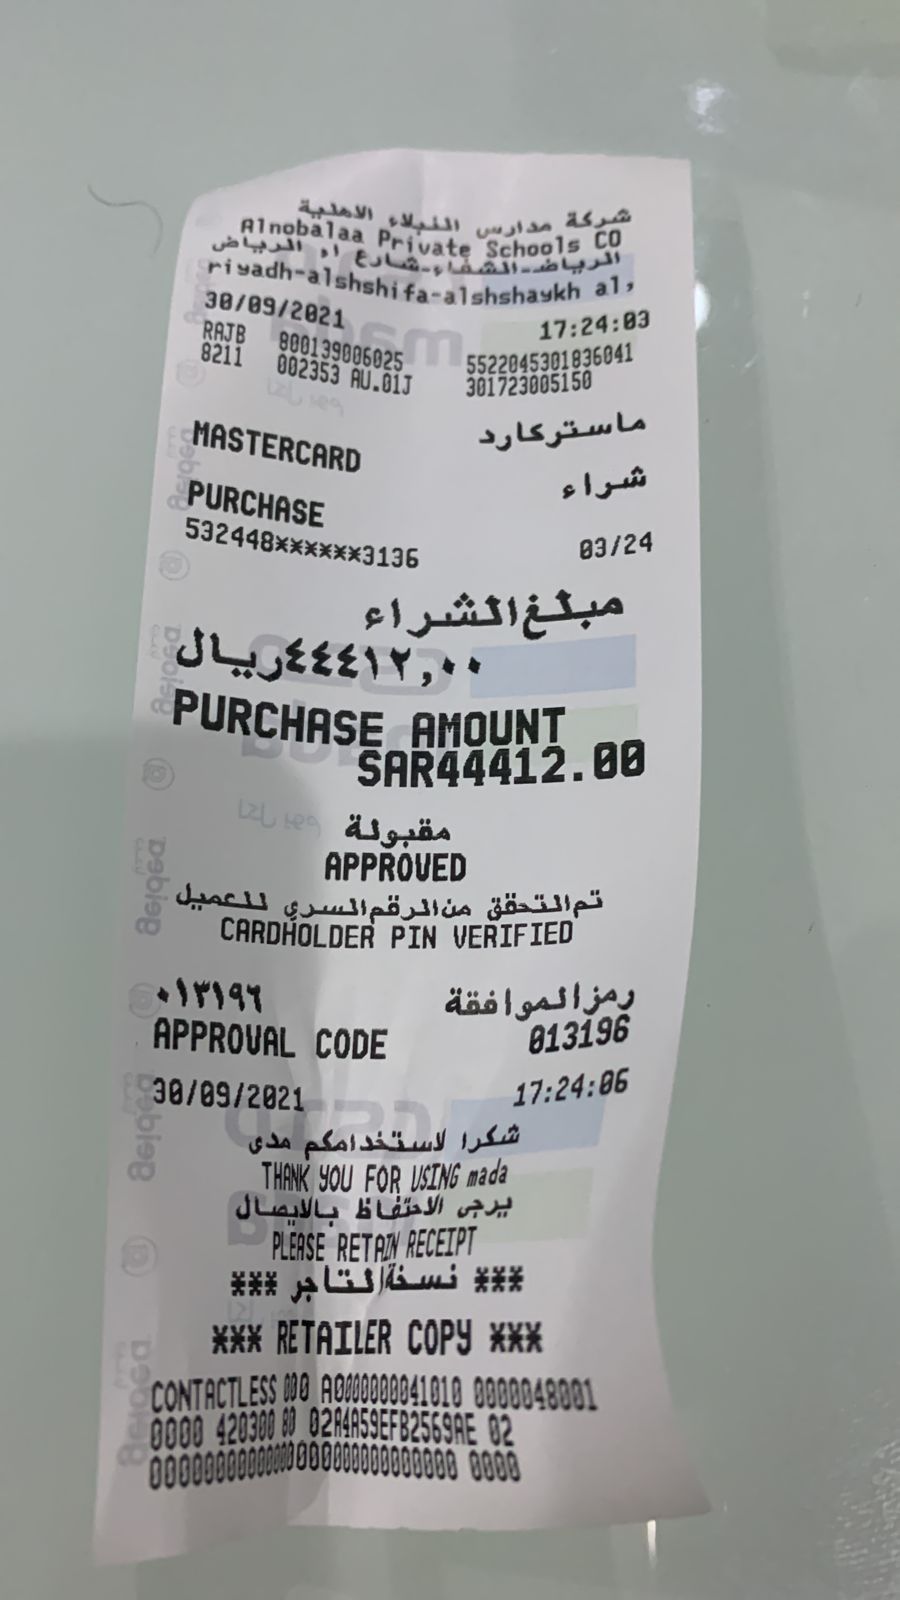 شركة مدارس النبلاء الاهلية
Alnobalaa Private Schools CO
الرياض-الشفاء-شارع ال الرياض
riyadh-alshshifa-alshshaykh al,
30/09/2021 17:24:03
RAJB 800139006025 5522045301836041
8211 002353 AU.01J 301723005150
MASTERCARD ماستركارد
PURCHASE شراء
532448******3136 03/24
مبلغ الشراء
٤٤٤١٢,٠٠ريال
PURCHASE AMOUNT
SAR44412.00
مقبولة
APPROVED
تم التحقق من الرقم السري للعميل
CARDHOLDER PIN VERIFIED
٠١٣١٩٦ رمز الموافقة
APPROVAL CODE 013196
30/09/2021 17:24:06
شكرا لاستخدامكم مدى
THANK YOU FOR USING mada
يرجى الاحتفاظ بالايصال
PLEASE RETAIN RECEIPT
*** نسخة التاجر ***
*** RETAILER COPY ***
CONTACTLESS 000 A0000000041010 0000048001
0000 420300 80 02A4A59EFB2569AE 02